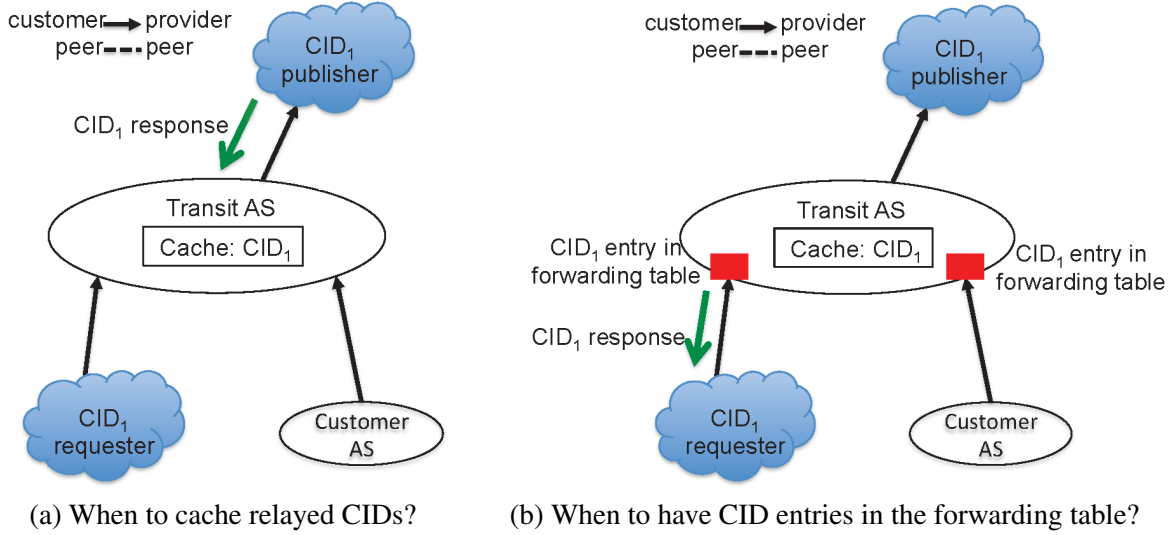 customer provider
peer peer
CID₁
publisher
CID₁ response
Transit AS
Cache: CID₁
CID₁
requester
Customer
AS
(a) When to cache relayed CIDs?
customer provider
peer peer
CID₁
publisher
Transit AS
Cache: CID₁
CID₁ entry in
forwarding table
CID₁ entry in
forwarding table
CID₁ response
CID₁
requester
Customer
AS
(b) When to have CID entries in the forwarding table?